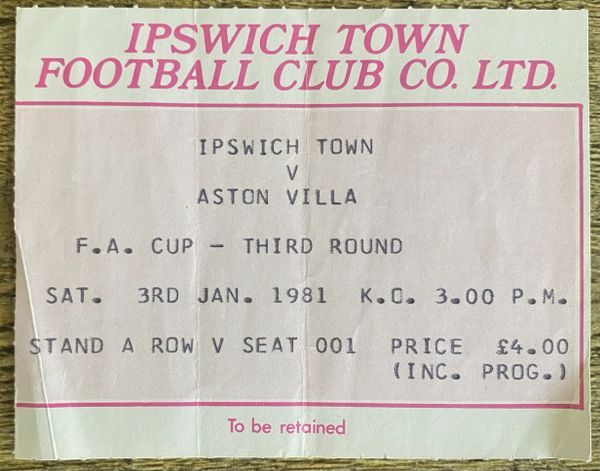 IPSWICH TOWN
FOOTBALL CLUB CO. LTD.
IPSWICH TOWN
V
ASTON VILLA
F.A. CUP - THIRD ROUND
SAT. 3RD JAN. 1981 K.O. 3.00 P.M.
STAND A ROW V SEAT 001 PRICE £4.00
(INC. PROG.)
To be retained